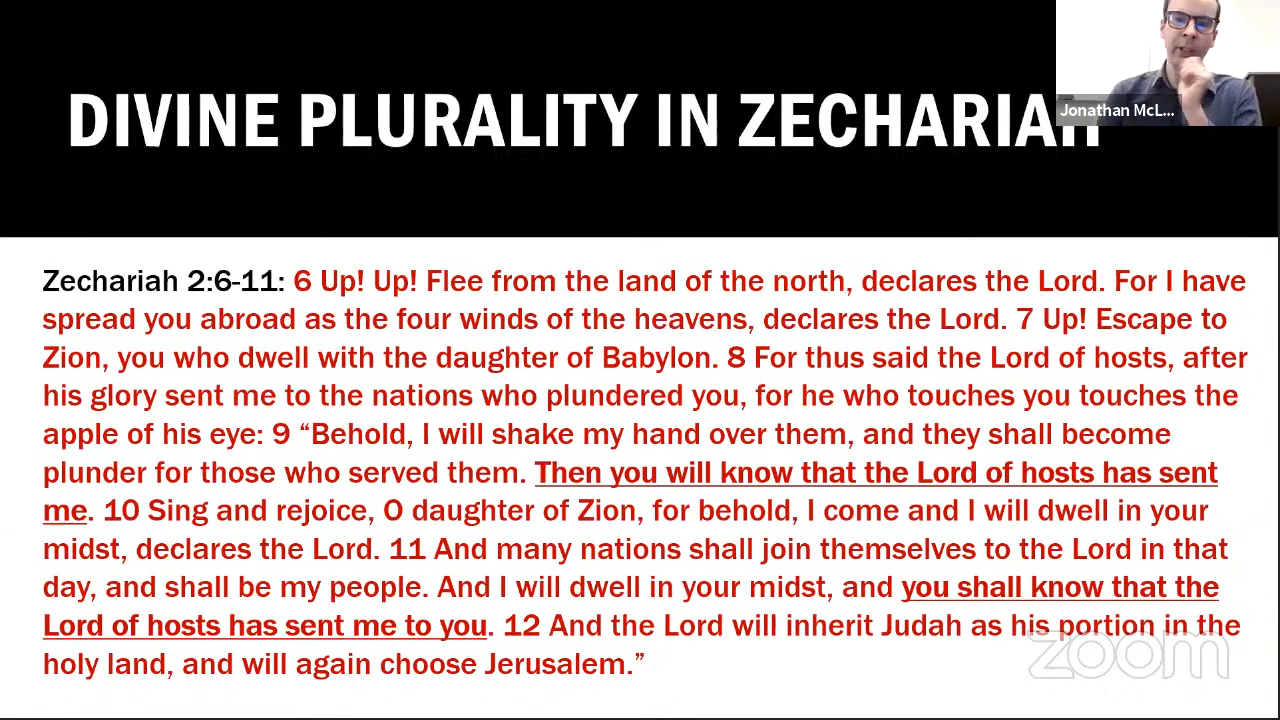 DIVINE PLURALITY IN ZECHARIAH
Jonathan McL...
Zechariah 2:6-11: 6 Up! Up! Flee from the land of the north, declares the Lord. For I have
spread you abroad as the four winds of the heavens, declares the Lord. 7 Up! Escape to
Zion, you who dwell with the daughter of Babylon. 8 For thus said the Lord of hosts, after
his glory sent me to the nations who plundered you, for he who touches you touches the
apple of his eye: 9 “Behold, I will shake my hand over them, and they shall become
plunder for those who served them. Then you will know that the Lord of hosts has sent
me. 10 Sing and rejoice, O daughter of Zion, for behold, I come and I will dwell in your
midst, declares the Lord. 11 And many nations shall join themselves to the Lord in that
day, and shall be my people. And I will dwell in your midst, and you shall know that the
Lord of hosts has sent me to you. 12 And the Lord will inherit Judah as his portion in the
holy land, and will again choose Jerusalem.”
zoom